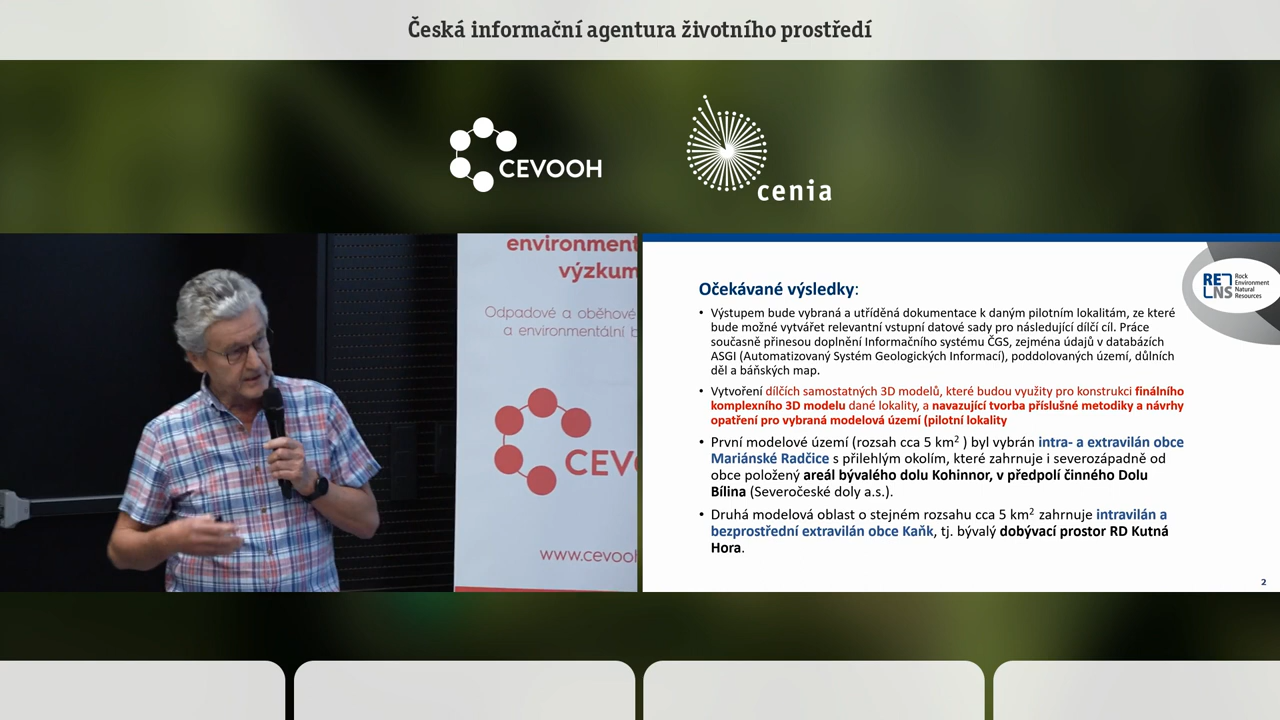 Česká informační agentura životního prostředí
CEVOOH
cenia
environment
výzkum
Odpadové a oběhové
a environmentální b
CEVO
www.cevooh
RE
NS
Rock
Environment
Natural
Resources
Očekávané výsledky:
• Výstupem bude vybraná a utříděná dokumentace k daným pilotním lokalitám, ze které
bude možné vytvářet relevantní vstupní datové sady pro následující dílčí cíl. Práce
současně přinesou doplnění Informačního systému ČGS, zejména údajů v databázích
ASGI (Automatizovaný Systém Geologických Informací), poddolovaných území, důlních
děl a báňských map.
• Vytvoření dílčích samostatných 3D modelů, které budou využity pro konstrukci finálního
komplexního 3D modelu dané lokality, a navazující tvorba příslušné metodiky a návrhy
opatření pro vybraná modelová území (pilotní lokality
• První modelové území (rozsah cca 5 km² ) byl vybrán intra- a extravilán obce
Mariánské Radčice s přilehlým okolím, které zahrnuje i severozápadně od
obce položený areál bývalého dolu Kohinnor, v předpolí činného Dolu
Bílina (Severočeské doly a.s.).
• Druhá modelová oblast o stejném rozsahu cca 5 km² zahrnuje intravilán a
bezprostřední extravilán obce Kaňk, tj. bývalý dobývací prostor RD Kutná
Hora.
2